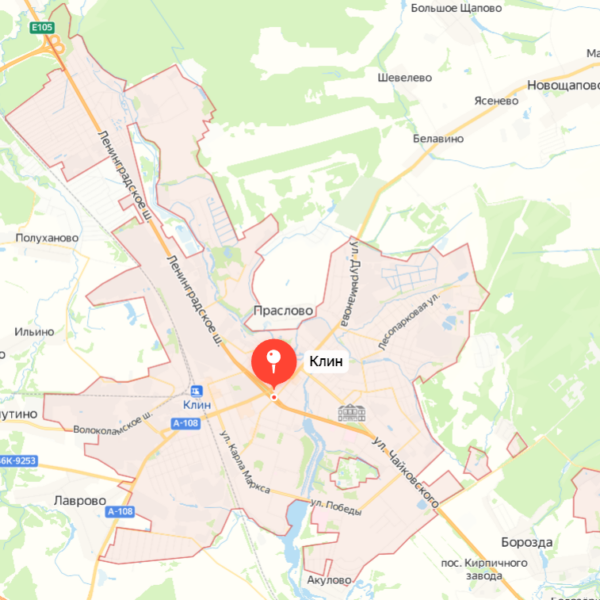 Большое Щапово
E105
Шевелево
Новощапово
Ясенево
Белавино
Ленинградское ш.
Полуханово
ул. Дурыманова
Ленинградское ш.
Праслово
Лесопарковая ул.
Ильино
Клин
Клин
утино
Волоколамское ш.
А-108
ул. Чайковского
ул. Карла Маркса
6К-9253
Лаврово
А-108
ул. Победы
Борозда
пос. Кирпичного
завода
Акулово